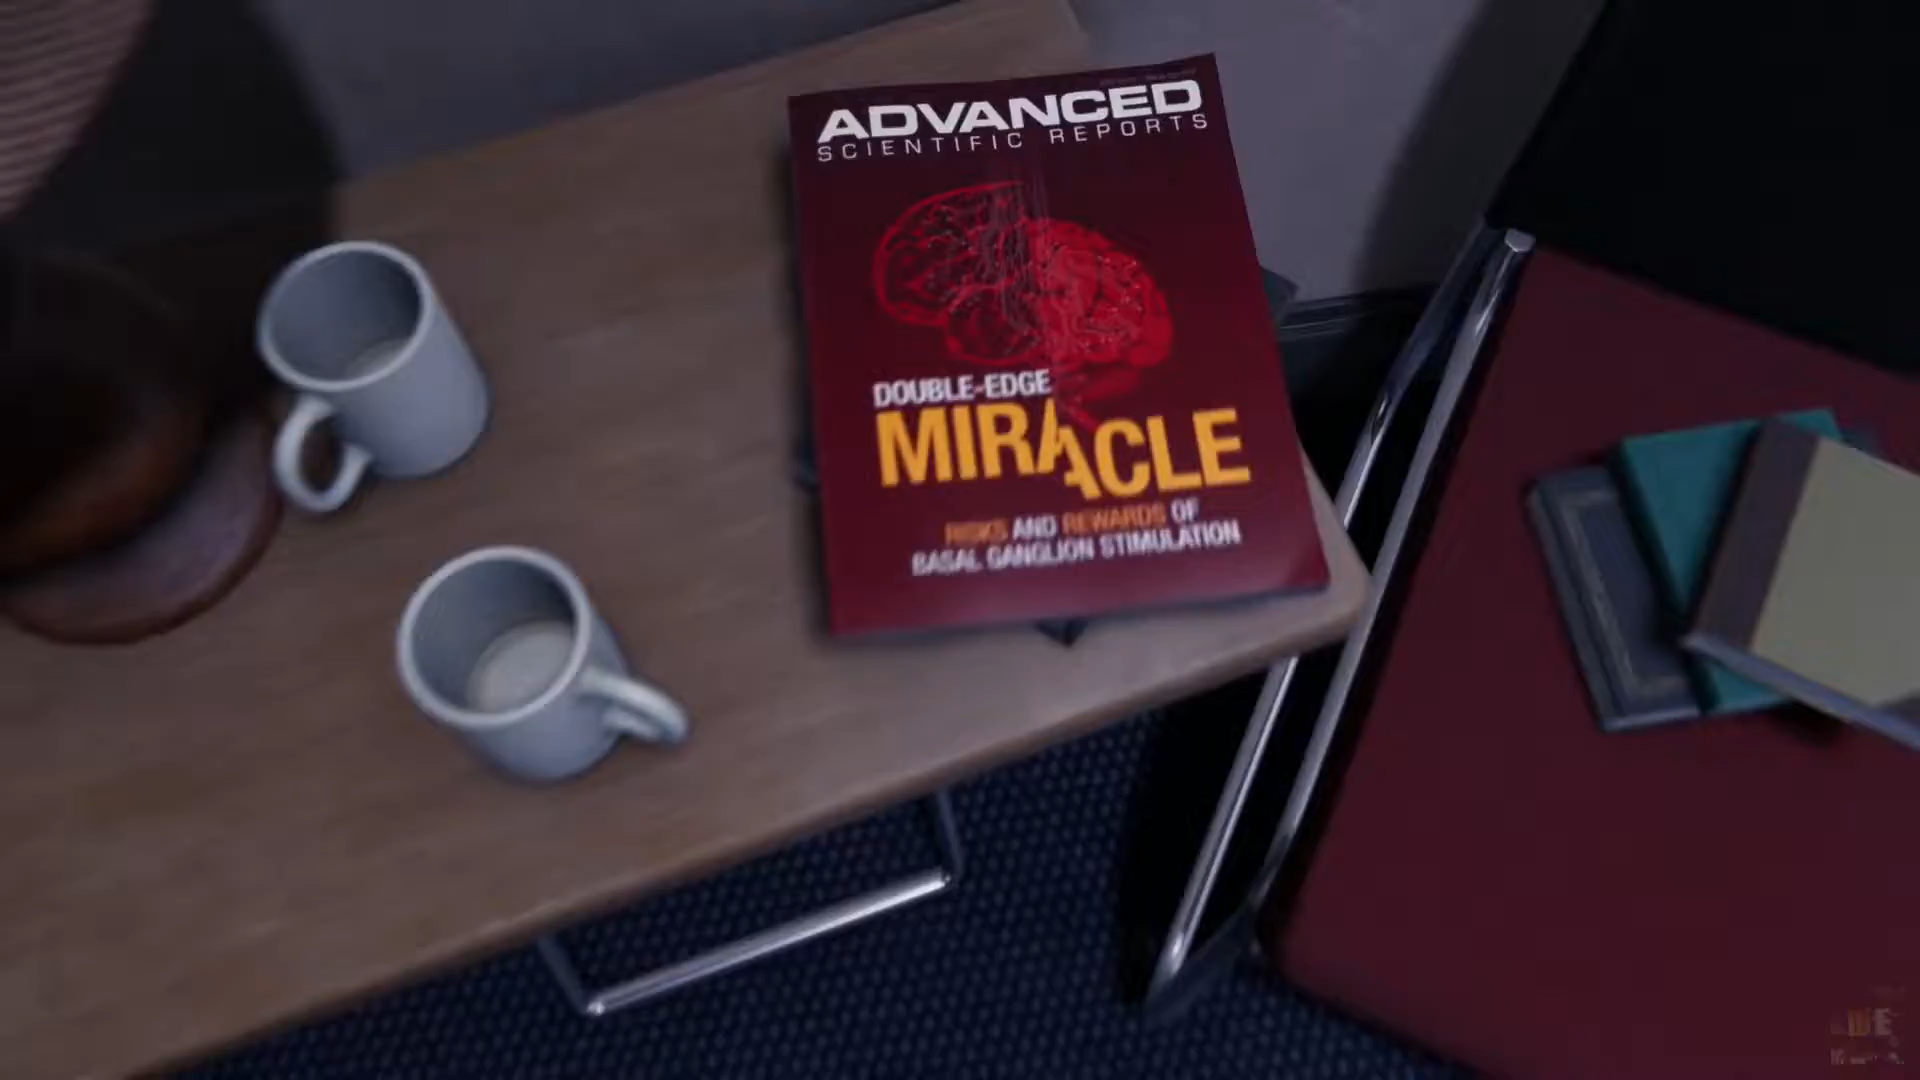 ADVANCED
SCIENTIFIC REPORTS
DOUBLE-EDGE
MIRACLE
RISKS AND REWARDS OF
BASAL GANGLION STIMULATION